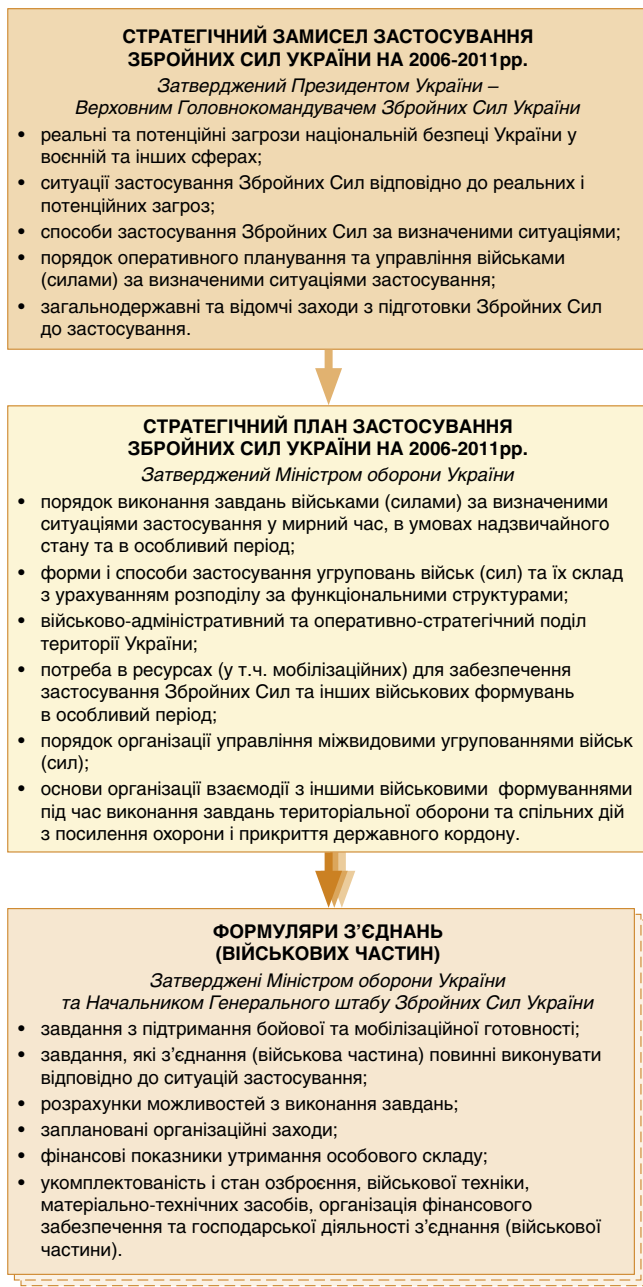 СТРАТЕГІЧНИЙ ЗАМИСЕЛ ЗАСТОСУВАННЯ
ЗБРОЙНИХ СИЛ УКРАЇНИ НА 2006-2011рр.
Затверджений Президентом України –
Верховним Головнокомандувачем Збройних Сил України
• реальні та потенційні загрози національній безпеці України у
воєнній та інших сферах;
• ситуації застосування Збройних Сил відповідно до реальних і
потенційних загроз;
• способи застосування Збройних Сил за визначеними ситуаціями;
• порядок оперативного планування та управління військами
(силами) за визначеними ситуаціями застосування;
• загальнодержавні та відомчі заходи з підготовки Збройних Сил
до застосування.
СТРАТЕГІЧНИЙ ПЛАН ЗАСТОСУВАННЯ
ЗБРОЙНИХ СИЛ УКРАЇНИ НА 2006-2011рр.
Затверджений Міністром оборони України
• порядок виконання завдань військами (силами) за визначеними
ситуаціями застосування у мирний час, в умовах надзвичайного
стану та в особливий період;
• форми і способи застосування угруповань військ (сил) та їх склад
з урахуванням розподілу за функціональними структурами;
• військово-адміністративний та оперативно-стратегічний поділ
території України;
• потреба в ресурсах (у т.ч. мобілізаційних) для забезпечення
застосування Збройних Сил та інших військових формувань
в особливий період;
• порядок організації управління міжвидовими угрупованнями військ
(сил);
• основи організації взаємодії з іншими військовими формуваннями
під час виконання завдань територіальної оборони та спільних дій
з посилення охорони і прикриття державного кордону.
ФОРМУЛЯРИ З’ЄДНАНЬ
(ВІЙСЬКОВИХ ЧАСТИН)
Затверджені Міністром оборони України
та Начальником Генерального штабу Збройних Сил України
• завдання з підтримання бойової та мобілізаційної готовності;
• завдання, які з’єднання (військова частина) повинні виконувати
відповідно до ситуацій застосування;
• розрахунки можливостей з виконання завдань;
• заплановані організаційні заходи;
• фінансові показники утримання особового складу;
• укомплектованість і стан озброєння, військової техніки,
матеріально-технічних засобів, організація фінансового
забезпечення та господарської діяльності з’єднання (військової
частини).